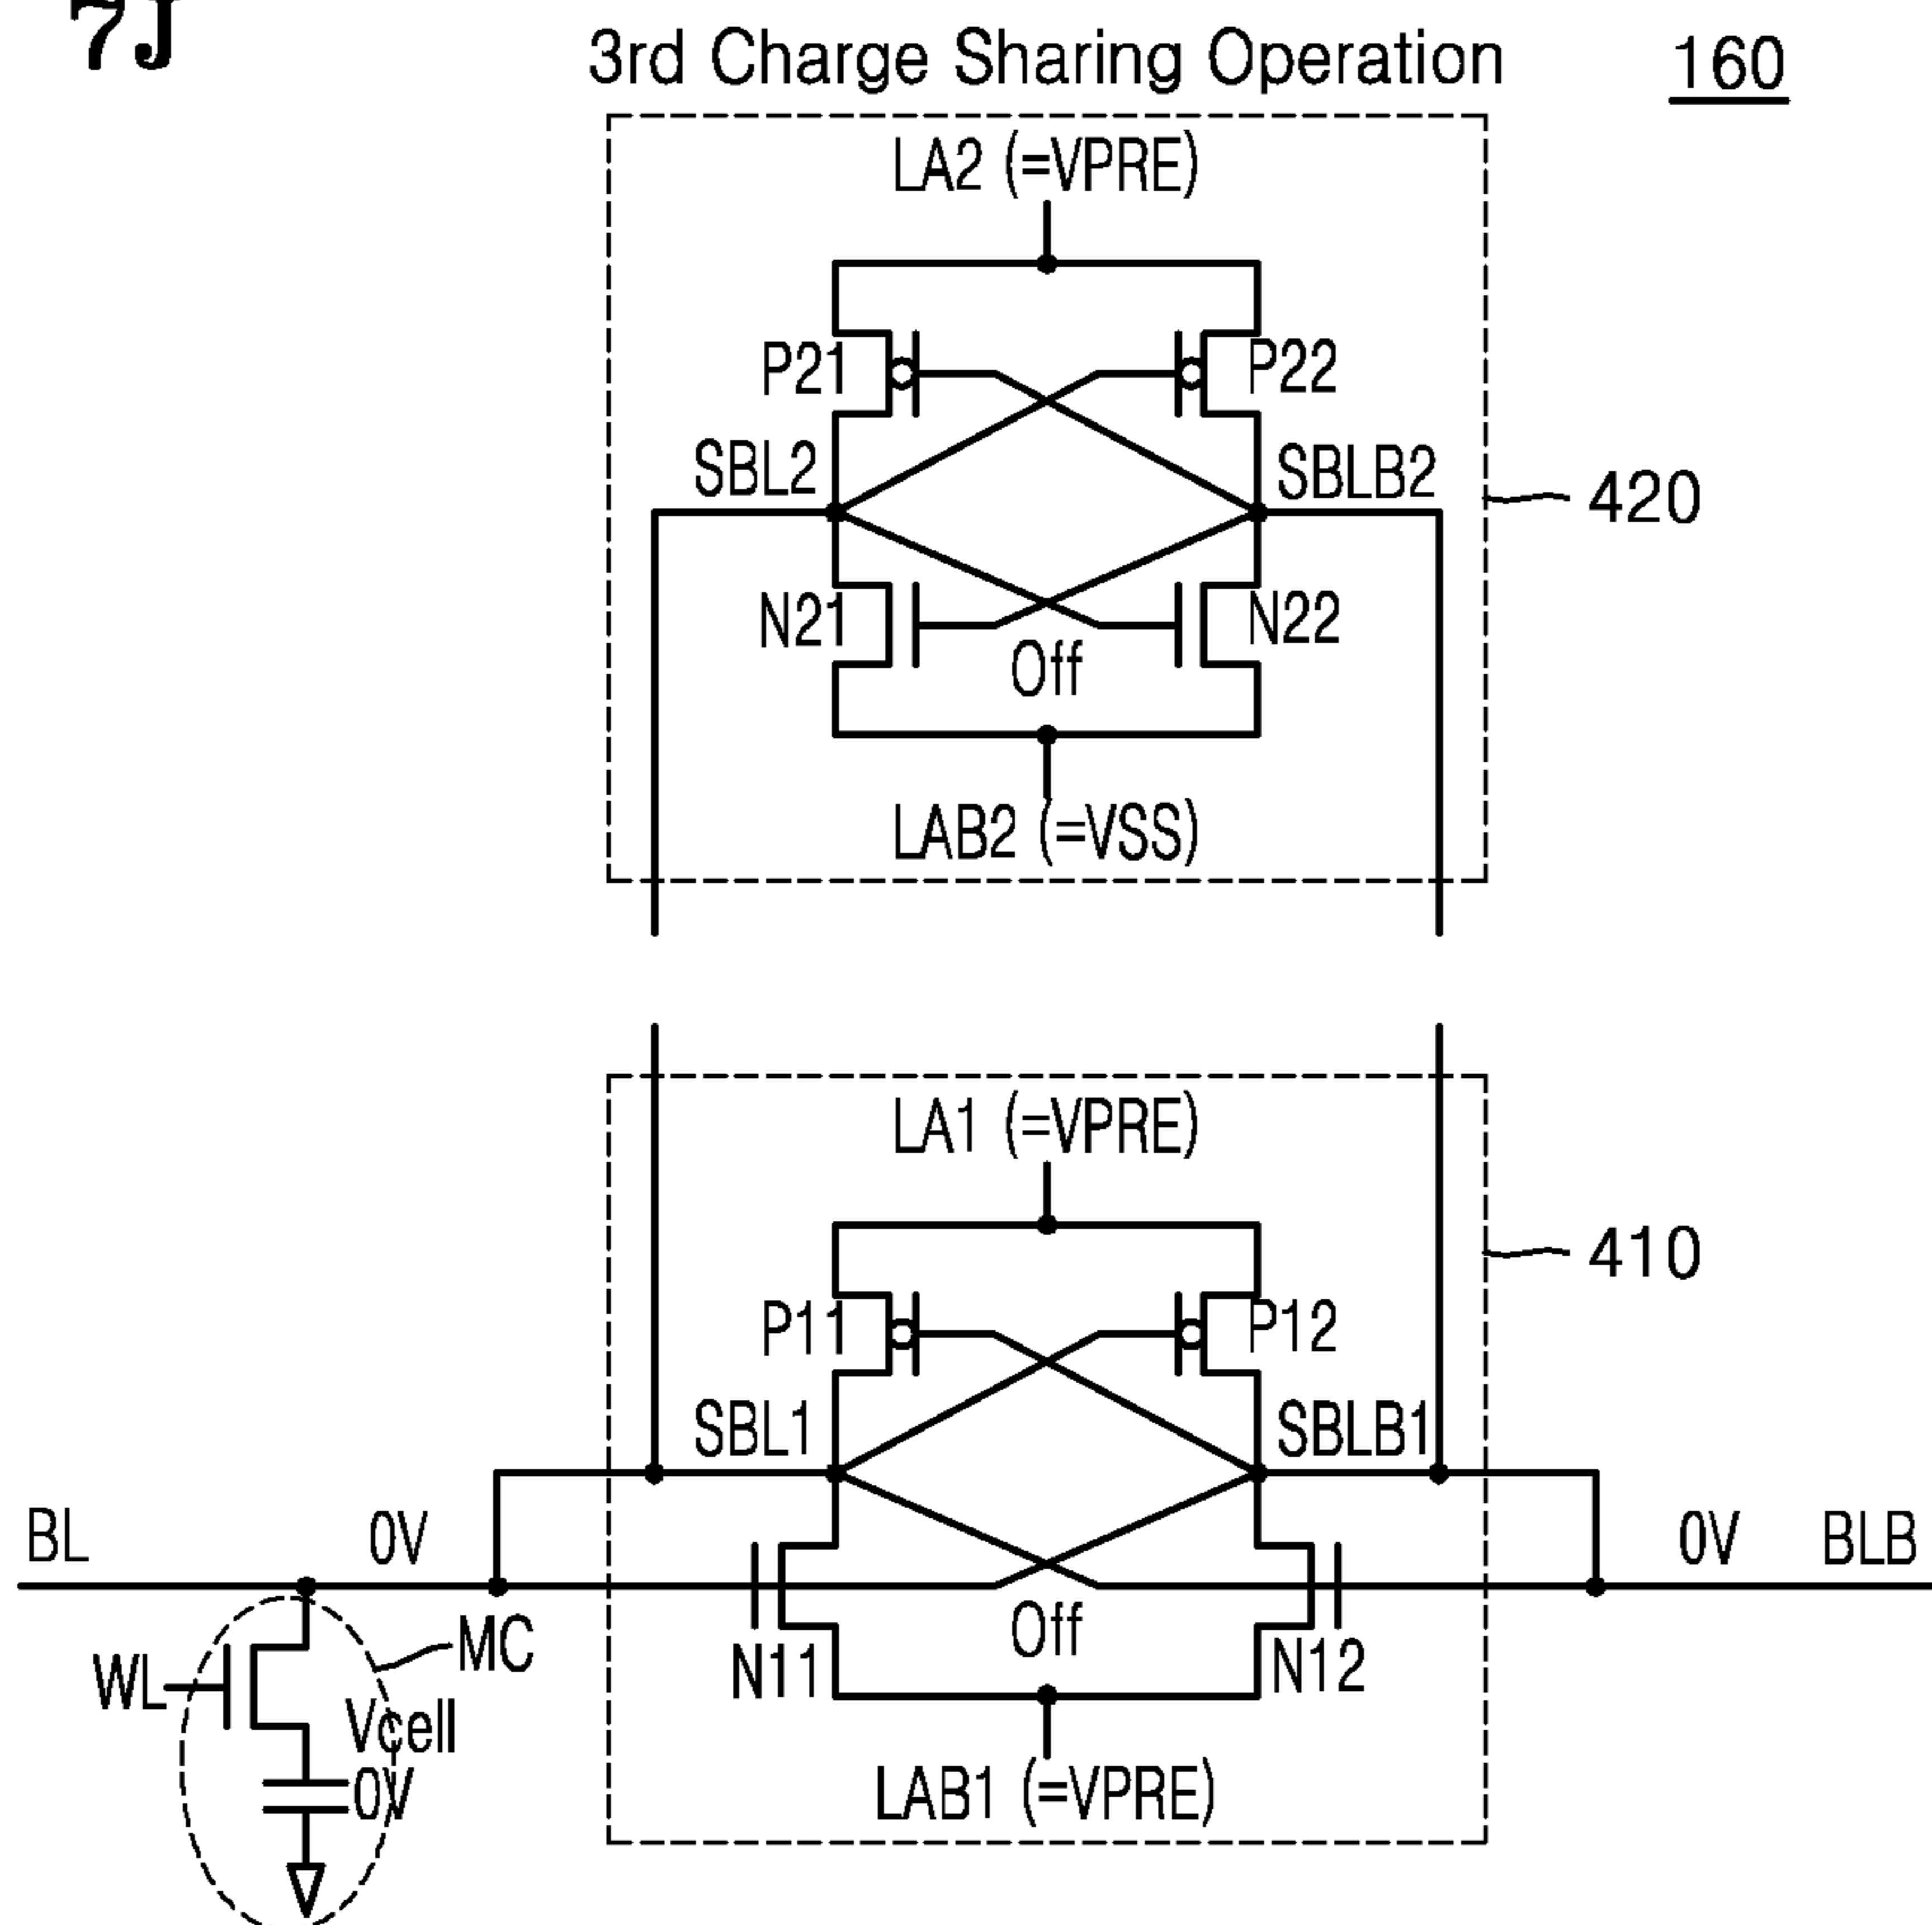 7J
3rd Charge Sharing Operation
160
LA2 (=VPRE)
P21
P22
SBL2
SBLB2
420
N21
N22
Off
LAB2 (=VSS)
LA1 (=VPRE)
410
P11
P12
SBL1
SBLB1
BL
0V
0V
BLB
Off
MC
N11
N12
WL
Vcell
0V
LAB1 (=VPRE)